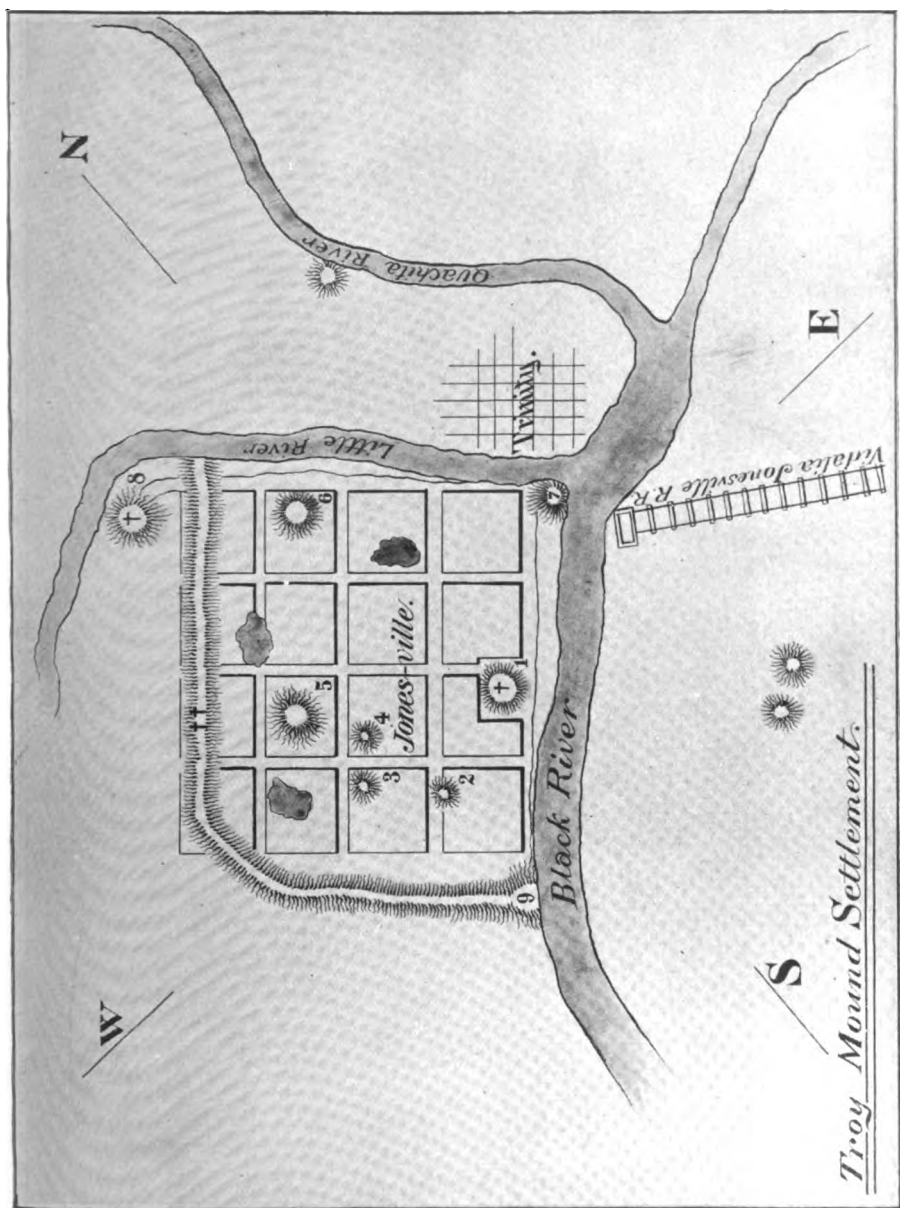 N
E
S
W
Ouachita River
Little River
Trinity.
Vidalia Jonesville R.R.
Jones-ville.
Black River
1
2
3
4
5
6
7
8
9
Troy Mound Settlement.